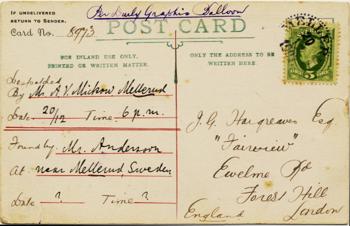 IF UNDELIVERED
RETURN TO SENDER.
Per Daily Graphic Balloon
POST CARD
CARD NO. 8973
FOR INLAND USE ONLY.
PRINTED OR WRITTEN MATTER.
Despatched
By Mr. A. V. Mellerud
Date 20/12 Time 6 p.m.
Found by Mr. Andersson
At near Mellerud Sweden
Date ? Time ?
ONLY THE ADDRESS TO BE
WRITTEN HERE.
5
J. G. Hargreaves Esq
"Fairview"
Ewelme Rd
Forest Hill
London
England